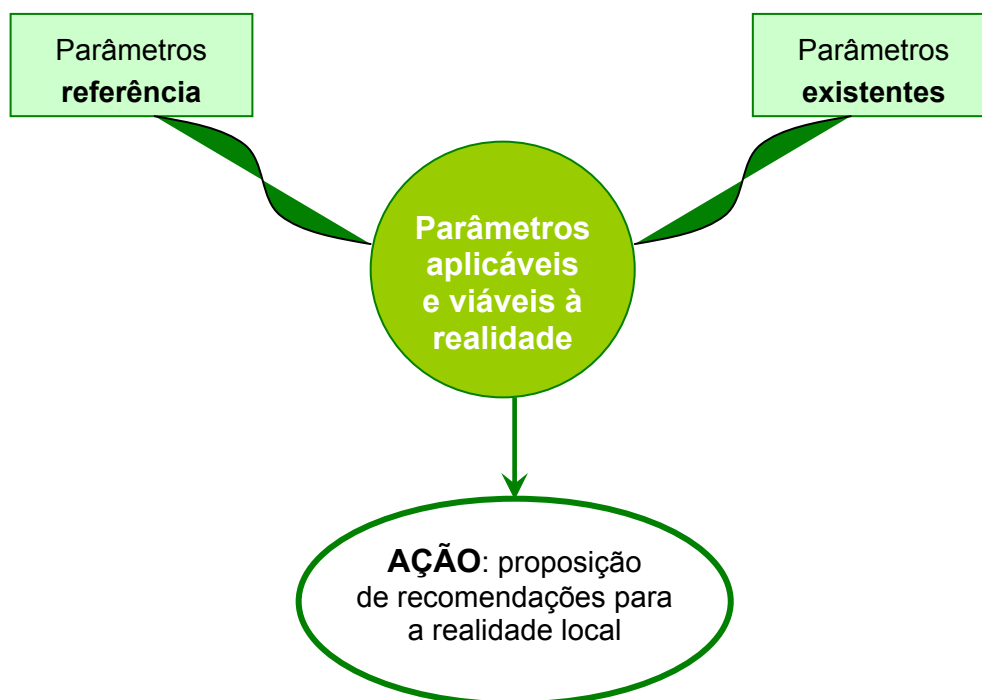 Parâmetros
referência
Parâmetros
existentes
Parâmetros
aplicáveis
e viáveis à
realidade
AÇÃO: proposição
de recomendações para
a realidade local